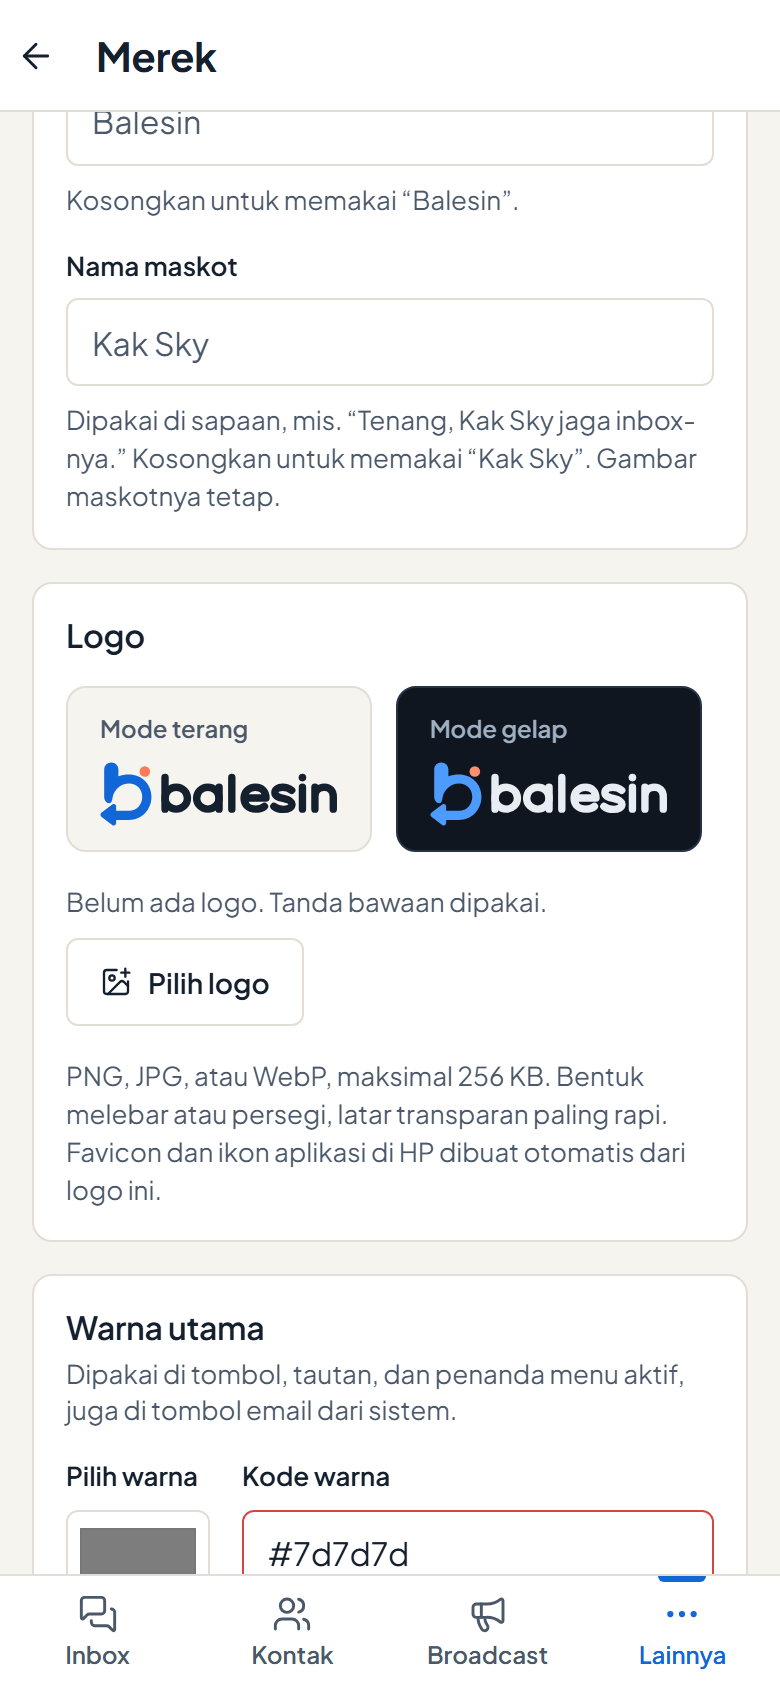 Merek
Balesin
Kosongkan untuk memakai “Balesin”.
Nama maskot
Kak Sky
Dipakai di sapaan, mis. “Tenang, Kak Sky jaga inbox-
nya.” Kosongkan untuk memakai “Kak Sky”. Gambar
maskotnya tetap.
Logo
Mode terang
balesin
Mode gelap
balesin
Belum ada logo. Tanda bawaan dipakai.
Pilih logo
PNG, JPG, atau WebP, maksimal 256 KB. Bentuk
melebar atau persegi, latar transparan paling rapi.
Favicon dan ikon aplikasi di HP dibuat otomatis dari
logo ini.
Warna utama
Dipakai di tombol, tautan, dan penanda menu aktif,
juga di tombol email dari sistem.
Pilih warna
Kode warna
#7d7d7d
Inbox
Kontak
Broadcast
Lainnya